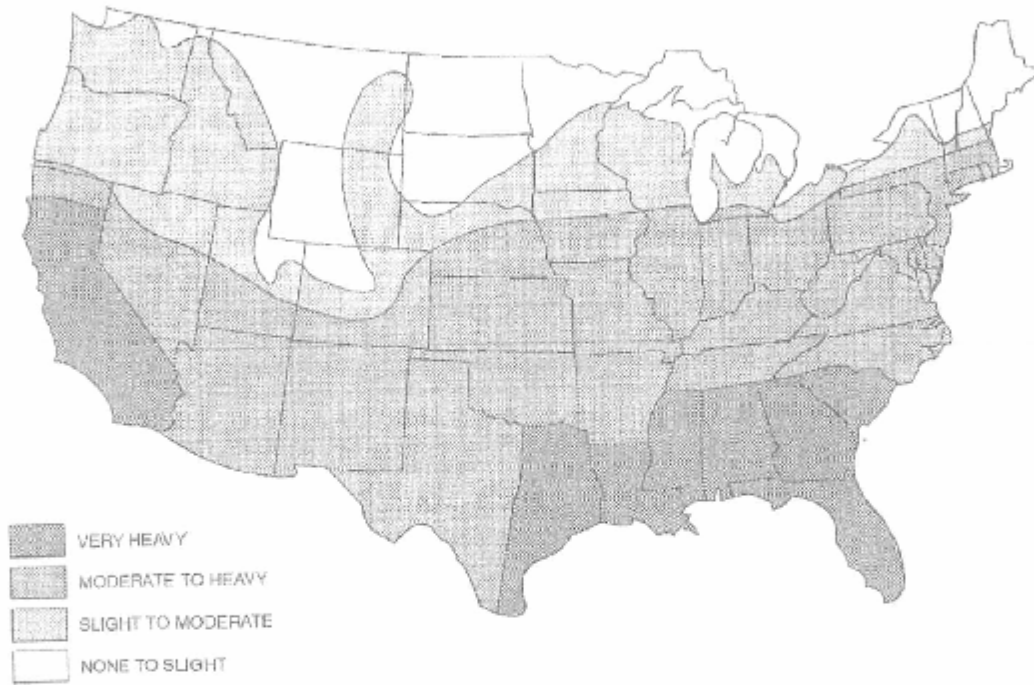 VERY HEAVY
MODERATE TO HEAVY
SLIGHT TO MODERATE
NONE TO SLIGHT